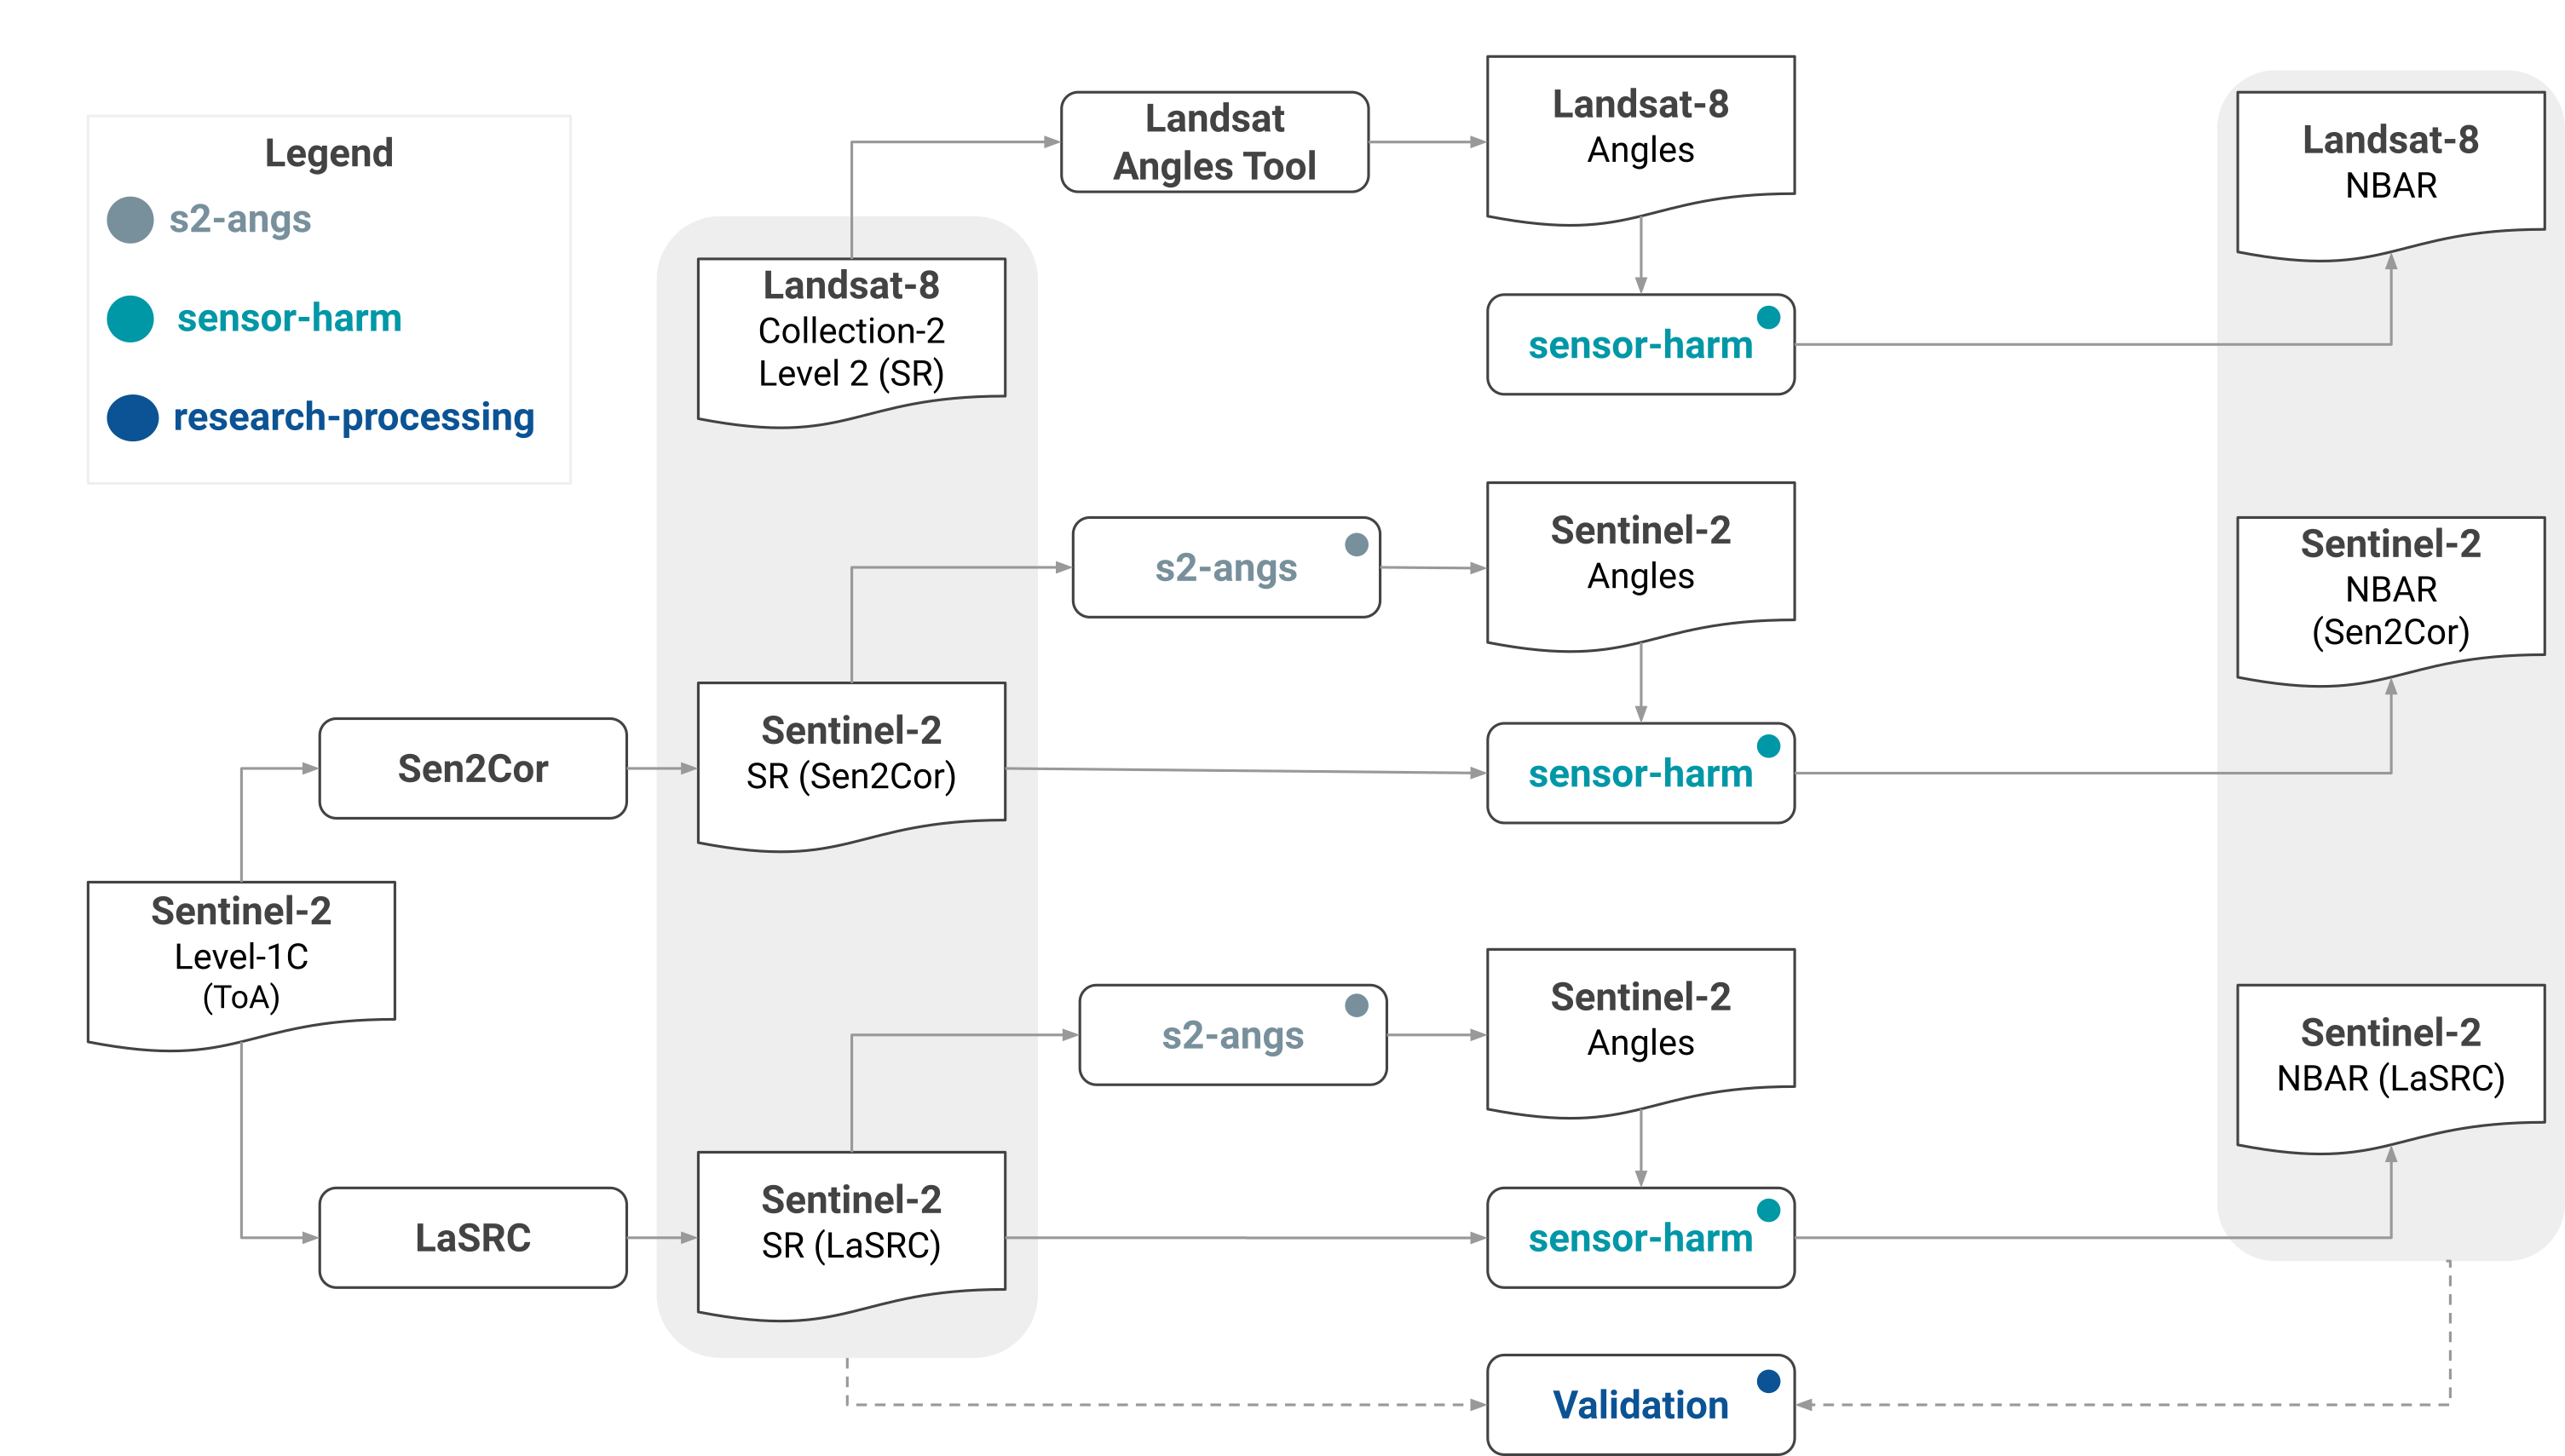 Legend
s2-angs
sensor-harm
research-processing
Landsat
Angles Tool
Landsat-8
Angles
Landsat-8
NBAR
Landsat-8
Collection-2
Level 2 (SR)
sensor-harm
s2-angs
Sentinel-2
Angles
Sentinel-2
NBAR
(Sen2Cor)
Sen2Cor
Sentinel-2
SR (Sen2Cor)
sensor-harm
Sentinel-2
Level-1C
(ToA)
s2-angs
Sentinel-2
Angles
Sentinel-2
NBAR (LaSRC)
LaSRC
Sentinel-2
SR (LaSRC)
sensor-harm
Validation